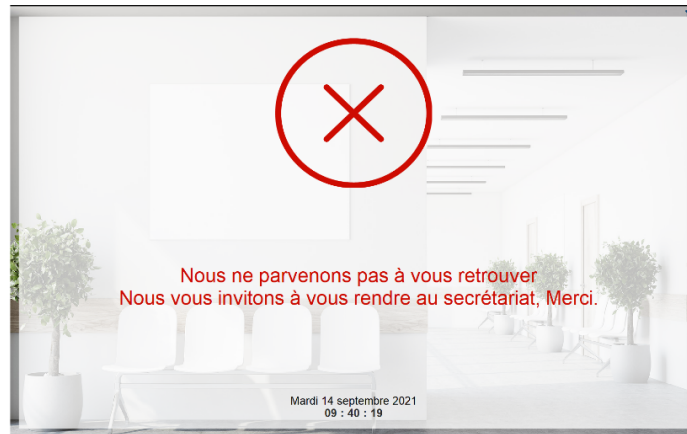 Nous ne parvenons pas à vous retrouver
Nous vous invitons à vous rendre au secrétariat, Merci.
Mardi 14 septembre 2021
09 : 40 : 19